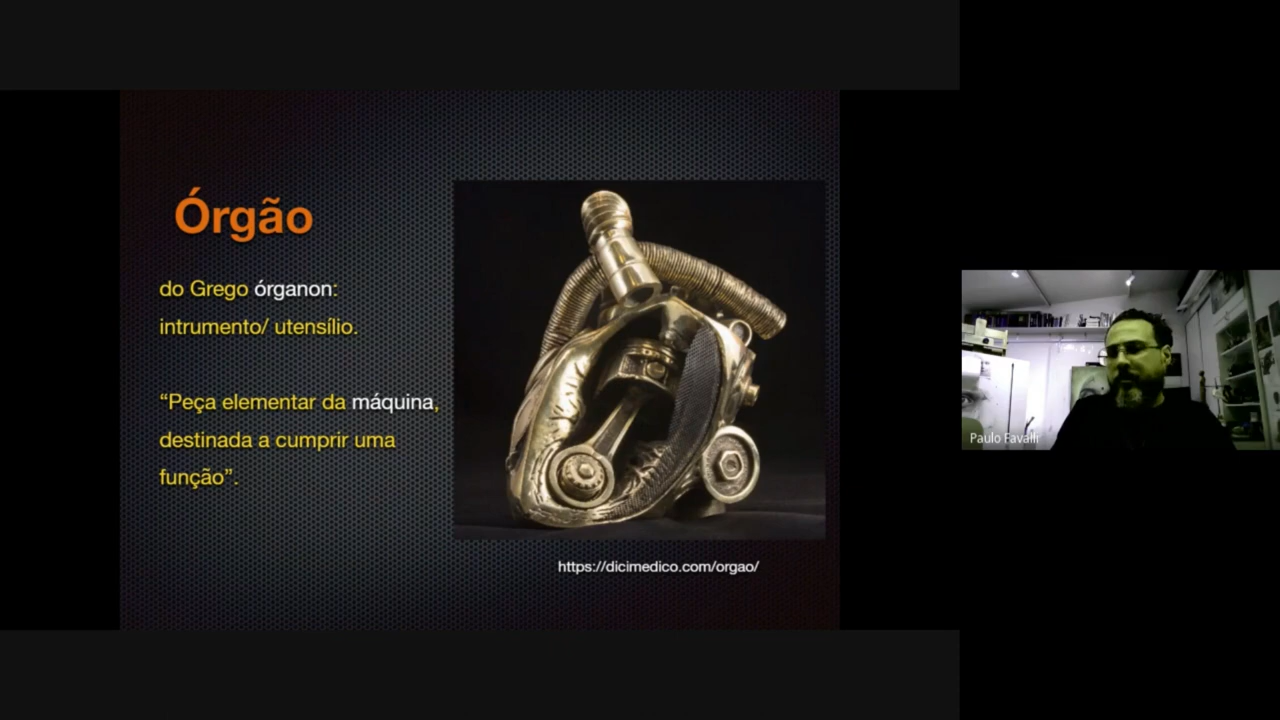 Órgão
do Grego órganon:
intrumento/ utensílio.
“Peça elementar da máquina,
destinada a cumprir uma
função”.
https://dicimedico.com/orgao/
Paulo Favalli